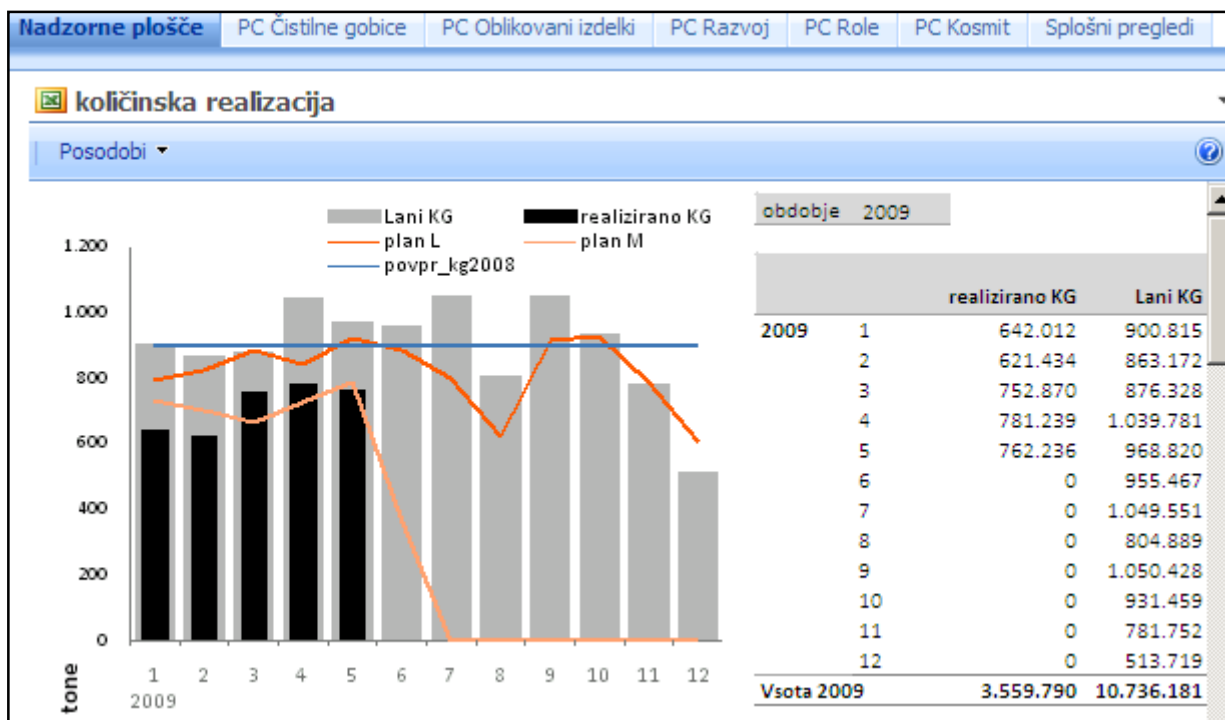 Nadzorne plošče PC Čistilne gobice PC Oblikovani izdelki PC Razvoj PC Role PC Kosmit Splošni pregledi
količinska realizacija
Posodobi
Lani KG realizirano KG
plan L plan M
povpr_kg2008
1.200
1.000
800
600
400
200
0
tone
1 2 3 4 5 6 7 8 9 10 11 12
2009
obdobje 2009
realizirano KG Lani KG
2009 1 642.012 900.815
2 621.434 863.172
3 752.870 876.328
4 781.239 1.039.781
5 762.236 968.820
6 0 955.467
7 0 1.049.551
8 0 804.889
9 0 1.050.428
10 0 931.459
11 0 781.752
12 0 513.719
Vsota 2009 3.559.790 10.736.181